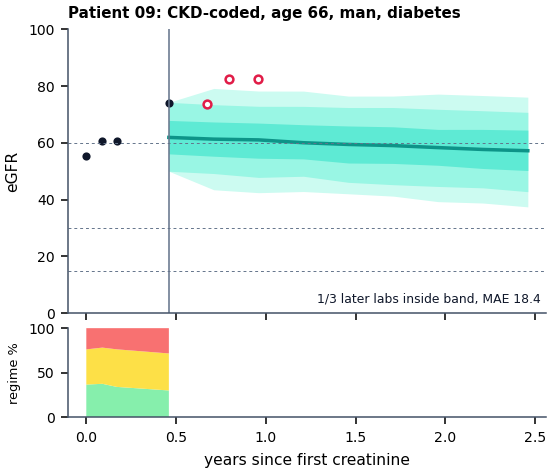 Patient 09: CKD-coded, age 66, man, diabetes
100
80
60
40
20
0
eGFR
1/3 later labs inside band, MAE 18.4
100
50
0
regime %
0.0 0.5 1.0 1.5 2.0 2.5
years since first creatinine